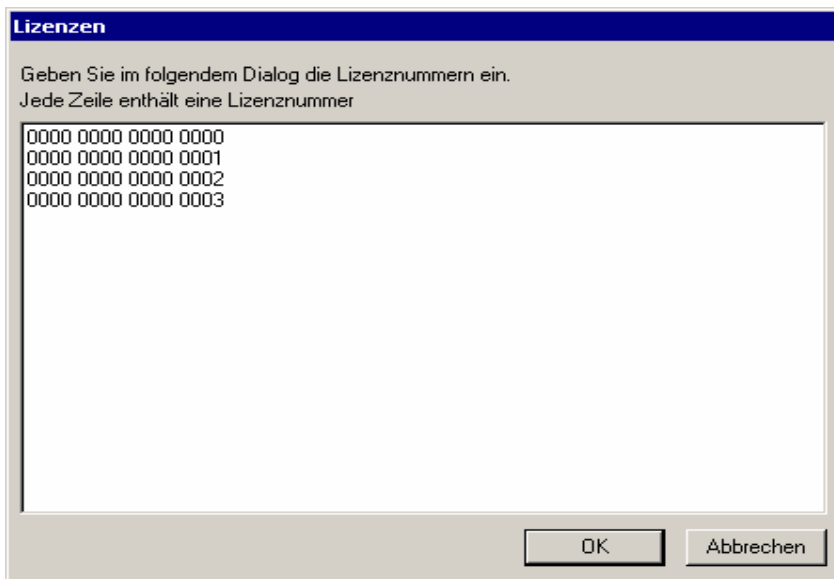 Lizenzen
Geben Sie im folgendem Dialog die Lizenznummern ein.
Jede Zeile enthält eine Lizenznummer
0000 0000 0000 0000
0000 0000 0000 0001
0000 0000 0000 0002
0000 0000 0000 0003
OK Abbrechen